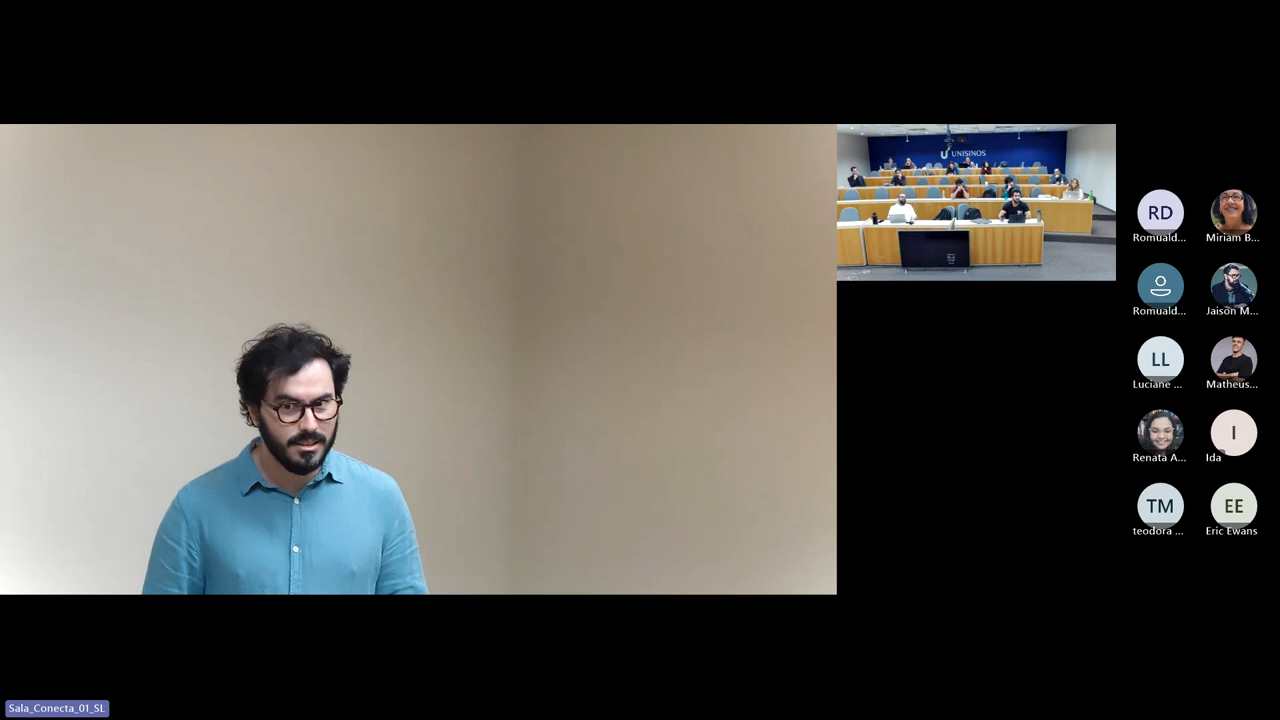 UNISINOS
RD
Romuald...
Miriam B...
Romuald...
Jaison M...
LL
Luciane ...
Matheus...
Renata A...
I
Ida
TM
teodora ...
EE
Eric Ewans
Sala_Conecta_01_SL